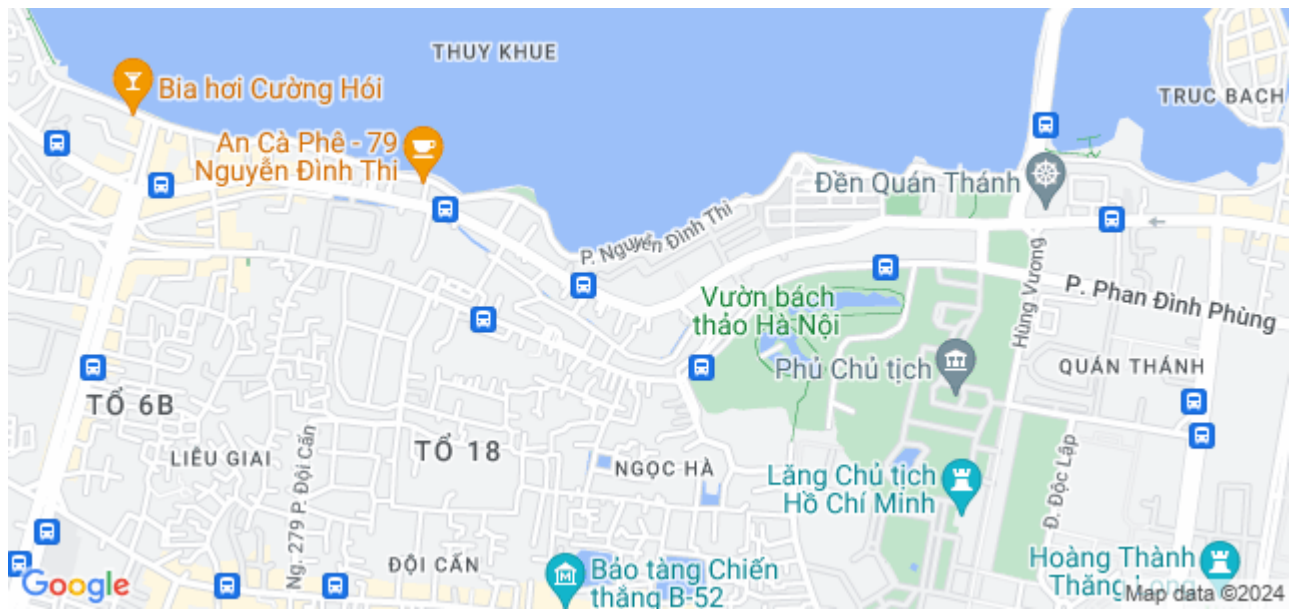 THUY KHUE
Bia hơi Cường Hói
TRUC BACH
An Cà Phê - 79
Nguyễn Đình Thi
Đền Quán Thánh
P. Nguyễn Đình Thi
Hùng Vương
P. Phan Đình Phùng
Vườn bách
thảo Hà Nội
Phủ Chủ tịch
QUÁN THÁNH
TỔ 6B
LIỄU GIAI
Ng. 279 P. Đội Cấn
TỔ 18
NGỌC HÀ
Lăng Chủ tịch
Hồ Chí Minh
Đ. Độc Lập
ĐỘI CẤN
Bảo tàng Chiến
thắng B-52
Hoàng Thành
Thăng Long
Google
Map data ©2024